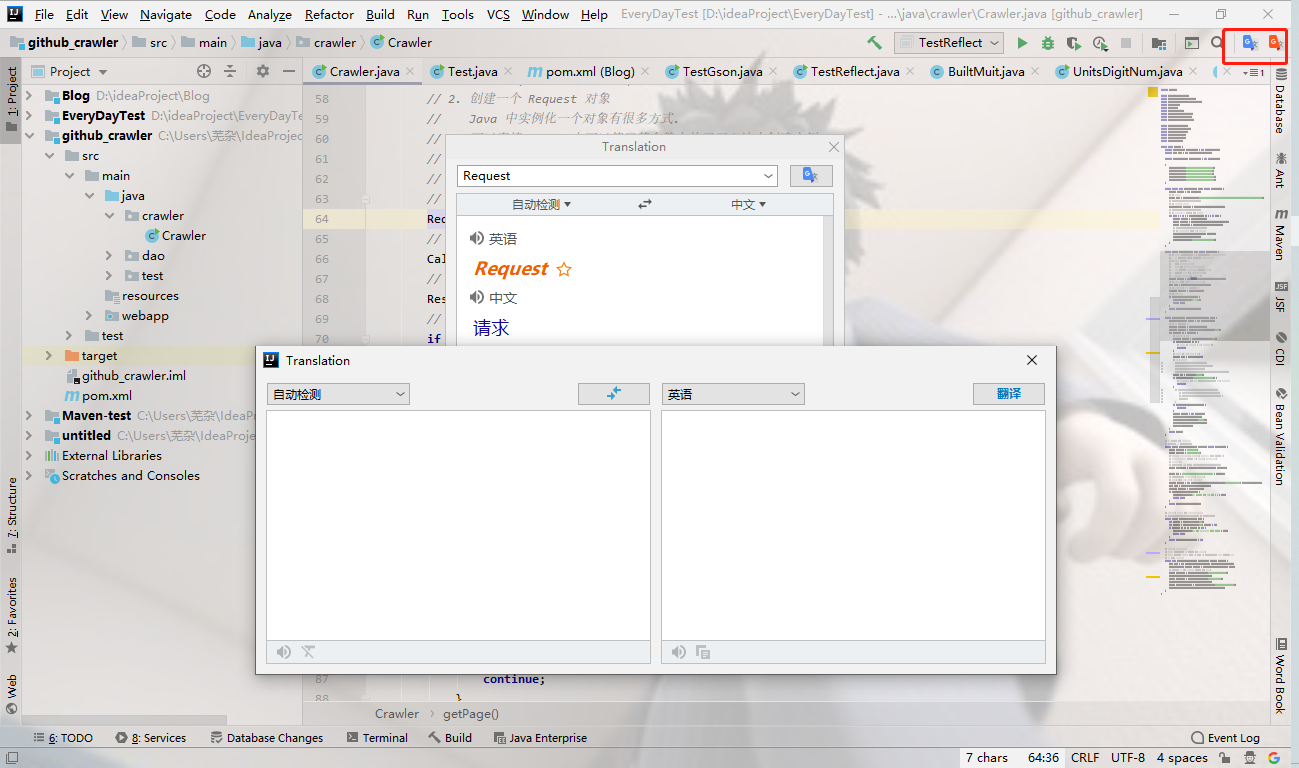 File Edit View Navigate Code Analyze Refactor Build Run Tools VCS Window Help EveryDayTest [D:\ideaProject\EveryDayTest] - ...\java\crawler\Crawler.java [github_crawler]
github_crawler src main java crawler Crawler TestReflect
Project
Crawler.java Test.java pom.xml (Blog) TestGson.java TestReflect.java BuiltMuit.java UnitsDigitNum.java 1
1: Project
7: Structure
2: Favorites
Web
Blog D:\ideaProject\Blog
EveryDayTest D:\ideaProject\EveryDayTe
github_crawler C:\Users\芜杂\IdeaProjec
src
main
java
crawler
Crawler
dao
test
resources
webapp
test
target
github_crawler.iml
pom.xml
Maven-test C:\Users\芜杂\IdeaP
untitled C:\Users\芜杂\IdeaProje
External Libraries
Scratches and Consoles
58 // 2. 创建一个 Request 对象
59 // Java 中实例化一个对象有很多方式.
60 //
61 //
62 //
63 //
64 Rec
65 //
66 Cal
67 //
68 Res
69 //
70 if
Translation
Request
自动检测 中文
英语
Request
中文
请求
Translation
自动检测 英语 翻译
87 continue;
88 }
Crawler getPage()
Database
Ant
Maven
JSF
JSF
CDI
Bean Validation
Word Book
6: TODO 8: Services Database Changes Terminal Build Java Enterprise Event Log
7 chars 64:36 CRLF UTF-8 4 spaces